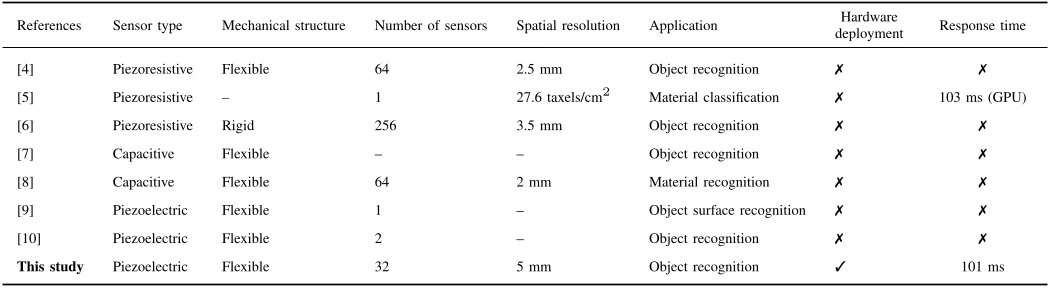 References Sensor type Mechanical structure Number of sensors Spatial resolution Application Hardware deployment Response time
[4] Piezoresistive Flexible 64 2.5 mm Object recognition ✗ ✗
[5] Piezoresistive – 1 27.6 taxels/cm² Material classification ✗ 103 ms (GPU)
[6] Piezoresistive Rigid 256 3.5 mm Object recognition ✗ ✗
[7] Capacitive Flexible – – Object recognition ✗ ✗
[8] Capacitive Flexible 64 2 mm Material recognition ✗ ✗
[9] Piezoelectric Flexible 1 – Object surface recognition ✗ ✗
[10] Piezoelectric Flexible 2 – Object recognition ✗ ✗
This study Piezoelectric Flexible 32 5 mm Object recognition ✓ 101 ms